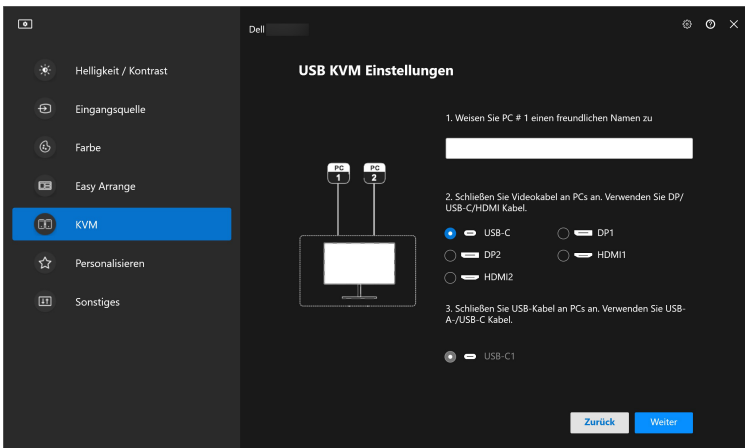 Dell
Helligkeit / Kontrast
Eingangsquelle
Farbe
Easy Arrange
KVM
Personalisieren
Sonstiges
USB KVM Einstellungen
PC 1
PC 2
1. Weisen Sie PC # 1 einen freundlichen Namen zu
2. Schließen Sie Videokabel an PCs an. Verwenden Sie DP/
USB-C/HDMI Kabel.
USB-C
DP1
DP2
HDMI1
HDMI2
3. Schließen Sie USB-Kabel an PCs an. Verwenden Sie USB-
A-/USB-C Kabel.
USB-C1
Zurück
Weiter